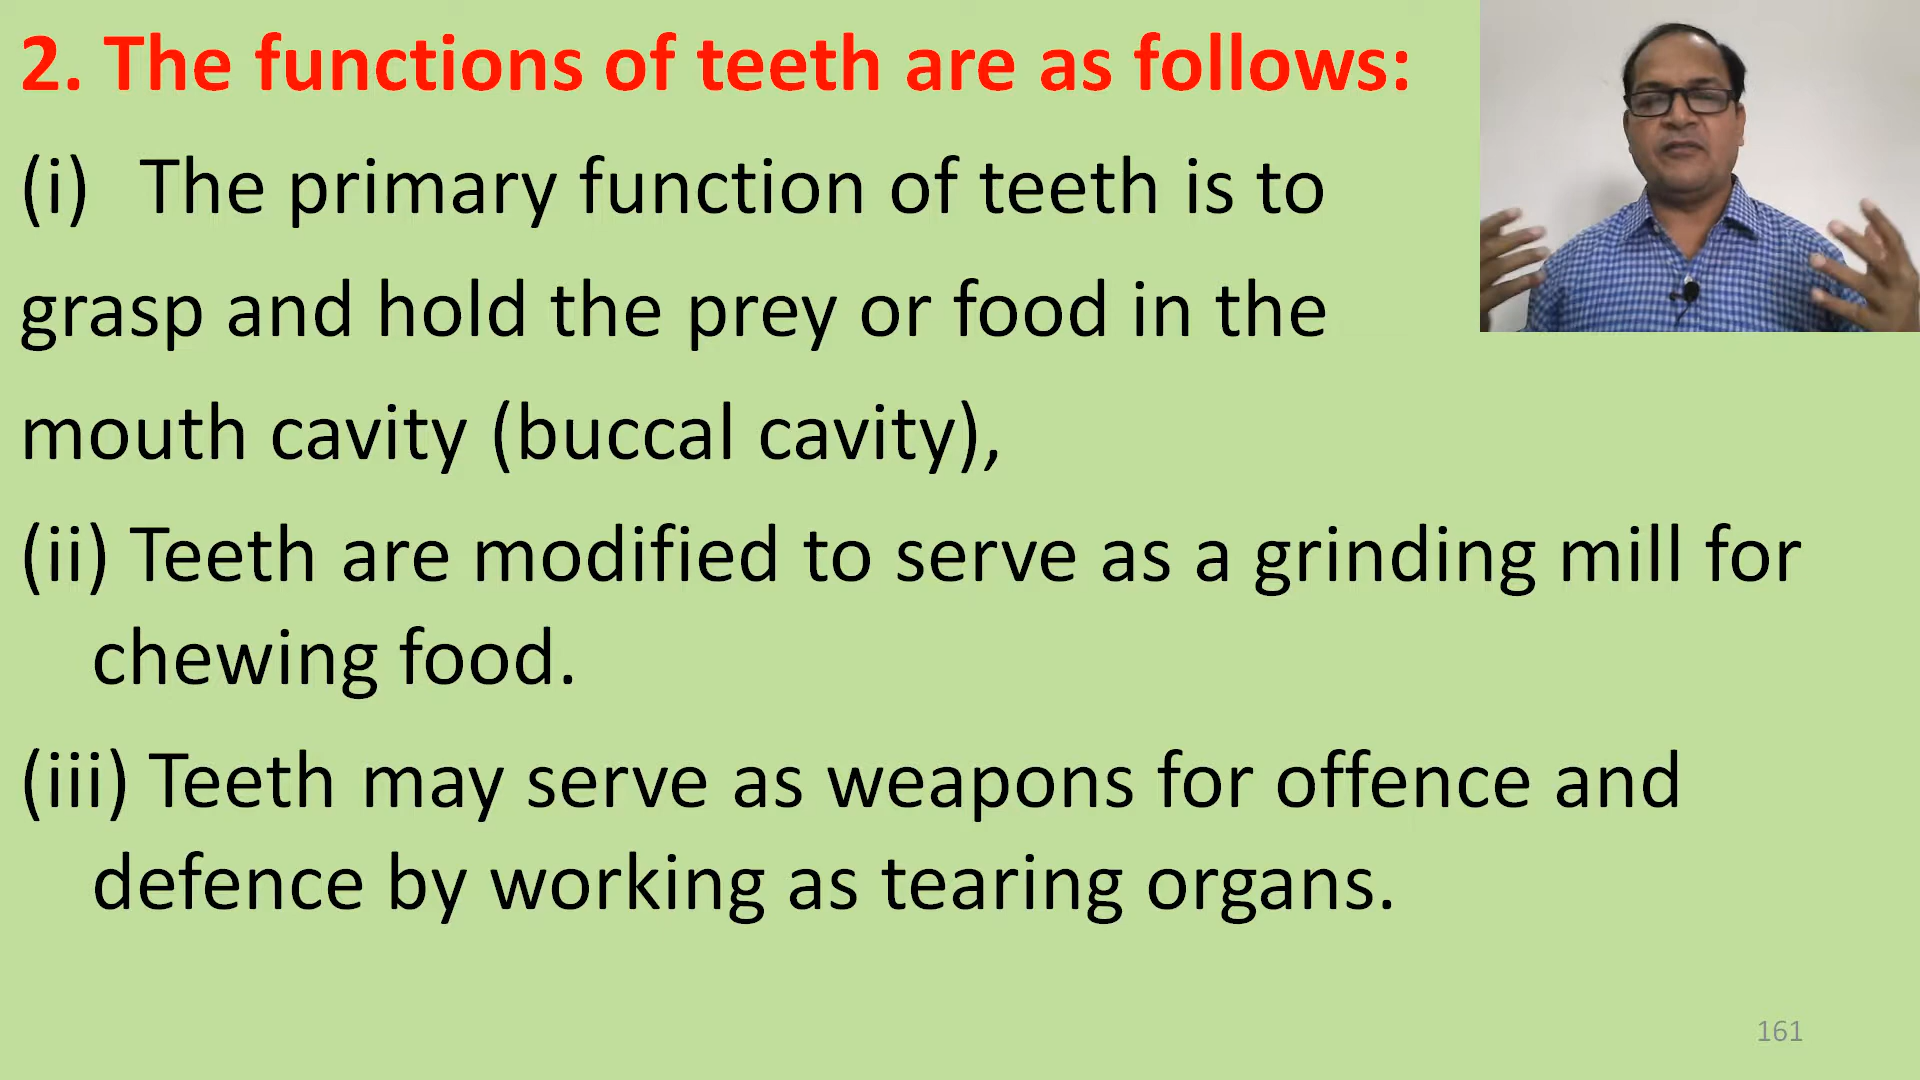 2. The functions of teeth are as follows:
(i) The primary function of teeth is to
grasp and hold the prey or food in the
mouth cavity (buccal cavity),
(ii) Teeth are modified to serve as a grinding mill for
chewing food.
(iii) Teeth may serve as weapons for offence and
defence by working as tearing organs.
161